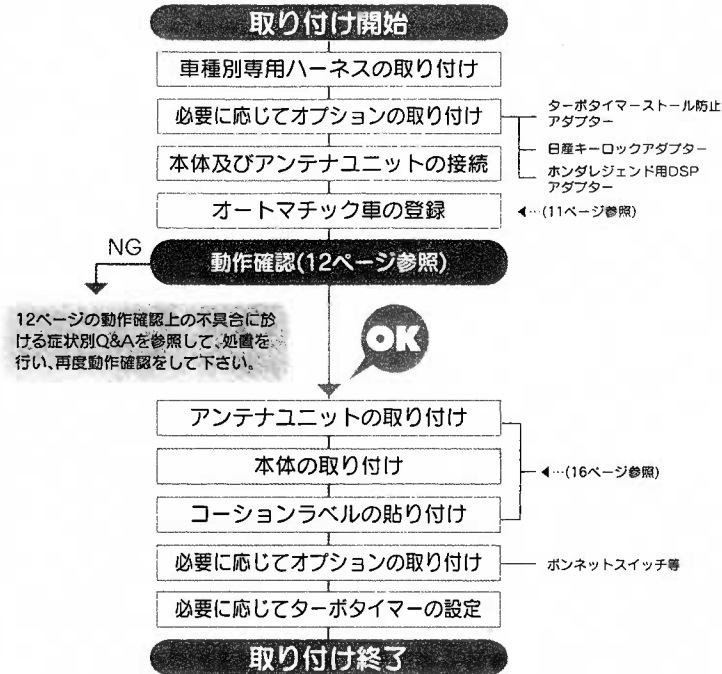 取り付け開始
車種別専用ハーネスの取り付け
必要に応じてオプションの取り付け
ターボタイマーストール防止
アダプター
日産キーロックアダプター
ホンダレジェンド用DSP
アダプター
本体及びアンテナユニットの接続
オートマチック車の登録
◀…(11ページ参照)
NG
動作確認(12ページ参照)
12ページの動作確認上の不具合に於
ける症状別Q&Aを参照して、処置を
行い、再度動作確認をして下さい。
OK
アンテナユニットの取り付け
本体の取り付け
◀…(16ページ参照)
コーションラベルの貼り付け
必要に応じてオプションの取り付け
ボンネットスイッチ等
必要に応じてターボタイマーの設定
取り付け終了